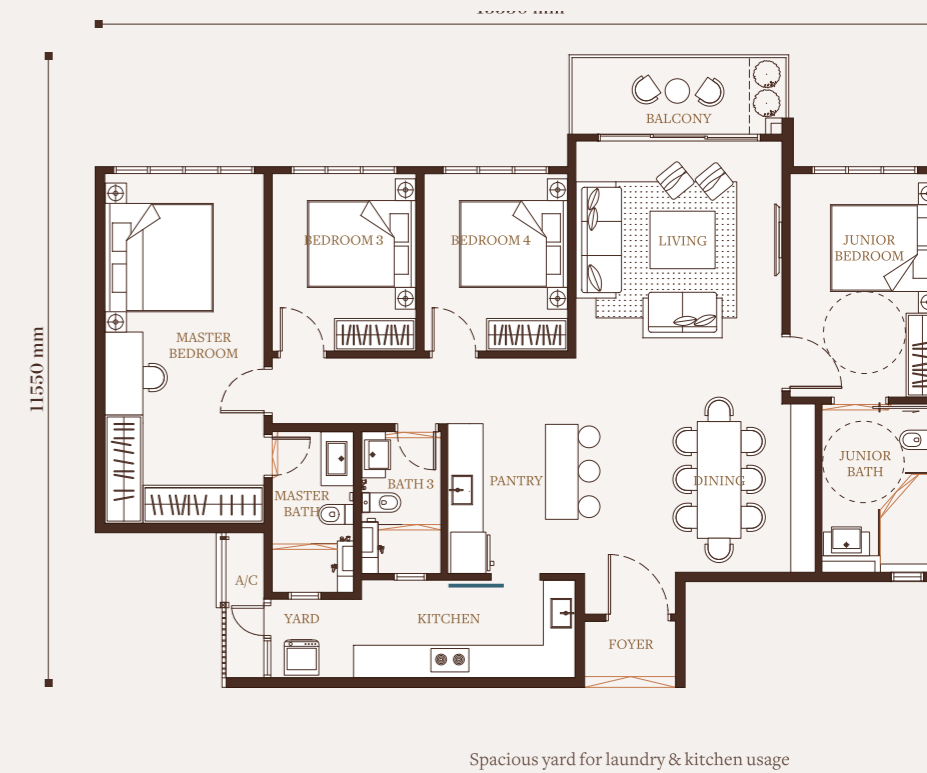 11550 mm
BALCONY
BEDROOM 3
BEDROOM 4
LIVING
JUNIOR
BEDROOM
MASTER
BEDROOM
MASTER
BATH
BATH 3
PANTRY
DINING
JUNIOR
BATH
A/C
YARD
KITCHEN
FOYER
Spacious yard for laundry & kitchen usage